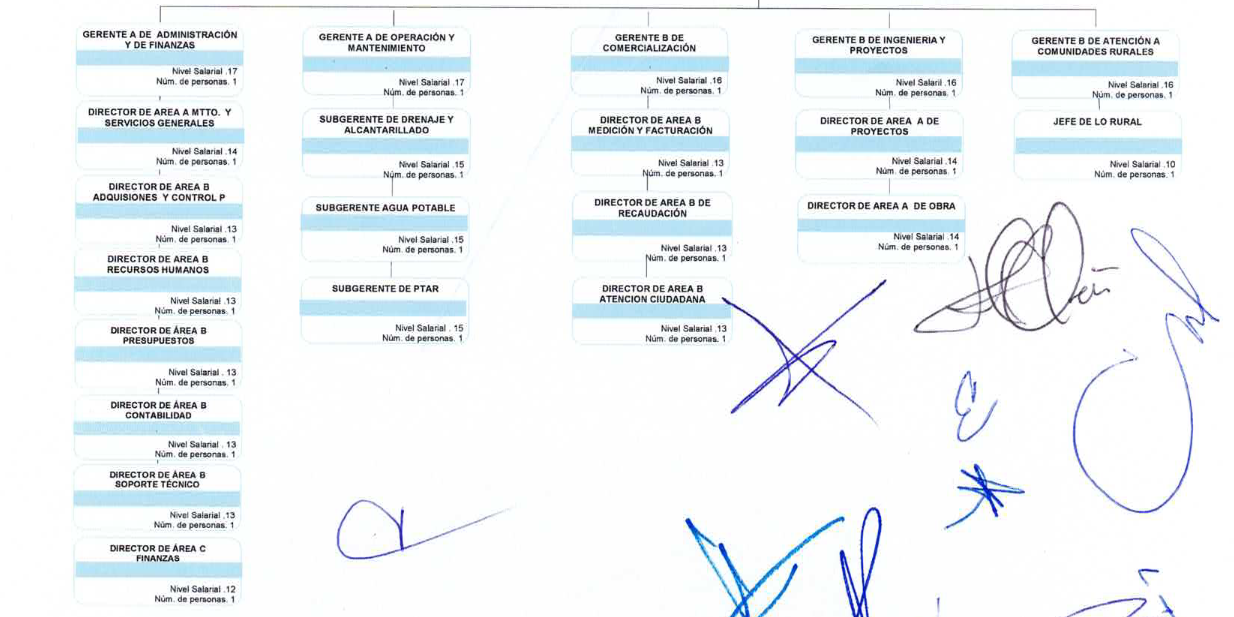 GERENTE A DE ADMINISTRACIÓN
Y DE FINANZAS
Nivel Salarial .17
Núm. de personas. 1
DIRECTOR DE AREA A MTTO. Y
SERVICIOS GENERALES
Nivel Salarial .14
Núm. de personas. 1
DIRECTOR DE AREA B
ADQUISIONES Y CONTROL P
Nivel Salarial .13
Núm. de personas. 1
DIRECTOR DE AREA B
RECURSOS HUMANOS
Nivel Salarial .13
Núm. de personas. 1
DIRECTOR DE ÁREA B
PRESUPUESTOS
Nivel Salarial . 13
Núm. de personas. 1
DIRECTOR DE ÁREA B
CONTABILIDAD
Nivel Salarial . 13
Núm. de personas. 1
DIRECTOR DE ÁREA B
SOPORTE TÉCNICO
Nivel Salarial .13
Núm. de personas. 1
DIRECTOR DE ÁREA C
FINANZAS
Nivel Salarial .12
Núm. de personas. 1
GERENTE A DE OPERACIÓN Y
MANTENIMIENTO
Nivel Salarial .17
Núm. de personas. 1
SUBGERENTE DE DRENAJE Y
ALCANTARILLADO
Nivel Salarial .15
Núm. de personas. 1
SUBGERENTE AGUA POTABLE
Nivel Salarial .15
Núm. de personas. 1
SUBGERENTE DE PTAR
Nivel Salarial . 15
Núm. de personas. 1
GERENTE B DE
COMERCIALIZACIÓN
Nivel Salarial .16
Núm. de personas. 1
DIRECTOR DE AREA B
MEDICIÓN Y FACTURACIÓN
Nivel Salarial .13
Núm. de personas. 1
DIRECTOR DE AREA B DE
RECAUDACIÓN
Nivel Salarial .13
Núm. de personas. 1
DIRECTOR DE AREA B
ATENCION CIUDADANA
Nivel Salarial .13
Núm. de personas. 1
GERENTE B DE INGENIERIA Y
PROYECTOS
Nivel Salaril .16
Núm. de personas. 1
DIRECTOR DE AREA A DE
PROYECTOS
Nivel Salarial .14
Núm. de personas. 1
DIRECTOR DE AREA A DE OBRA
Nivel Salarial .14
Núm. de personas. 1
GERENTE B DE ATENCIÓN A
COMUNIDADES RURALES
Nivel Salarial .16
Núm. de personas. 1
JEFE DE LO RURAL
Nivel Salarial .10
Núm. de personas. 1